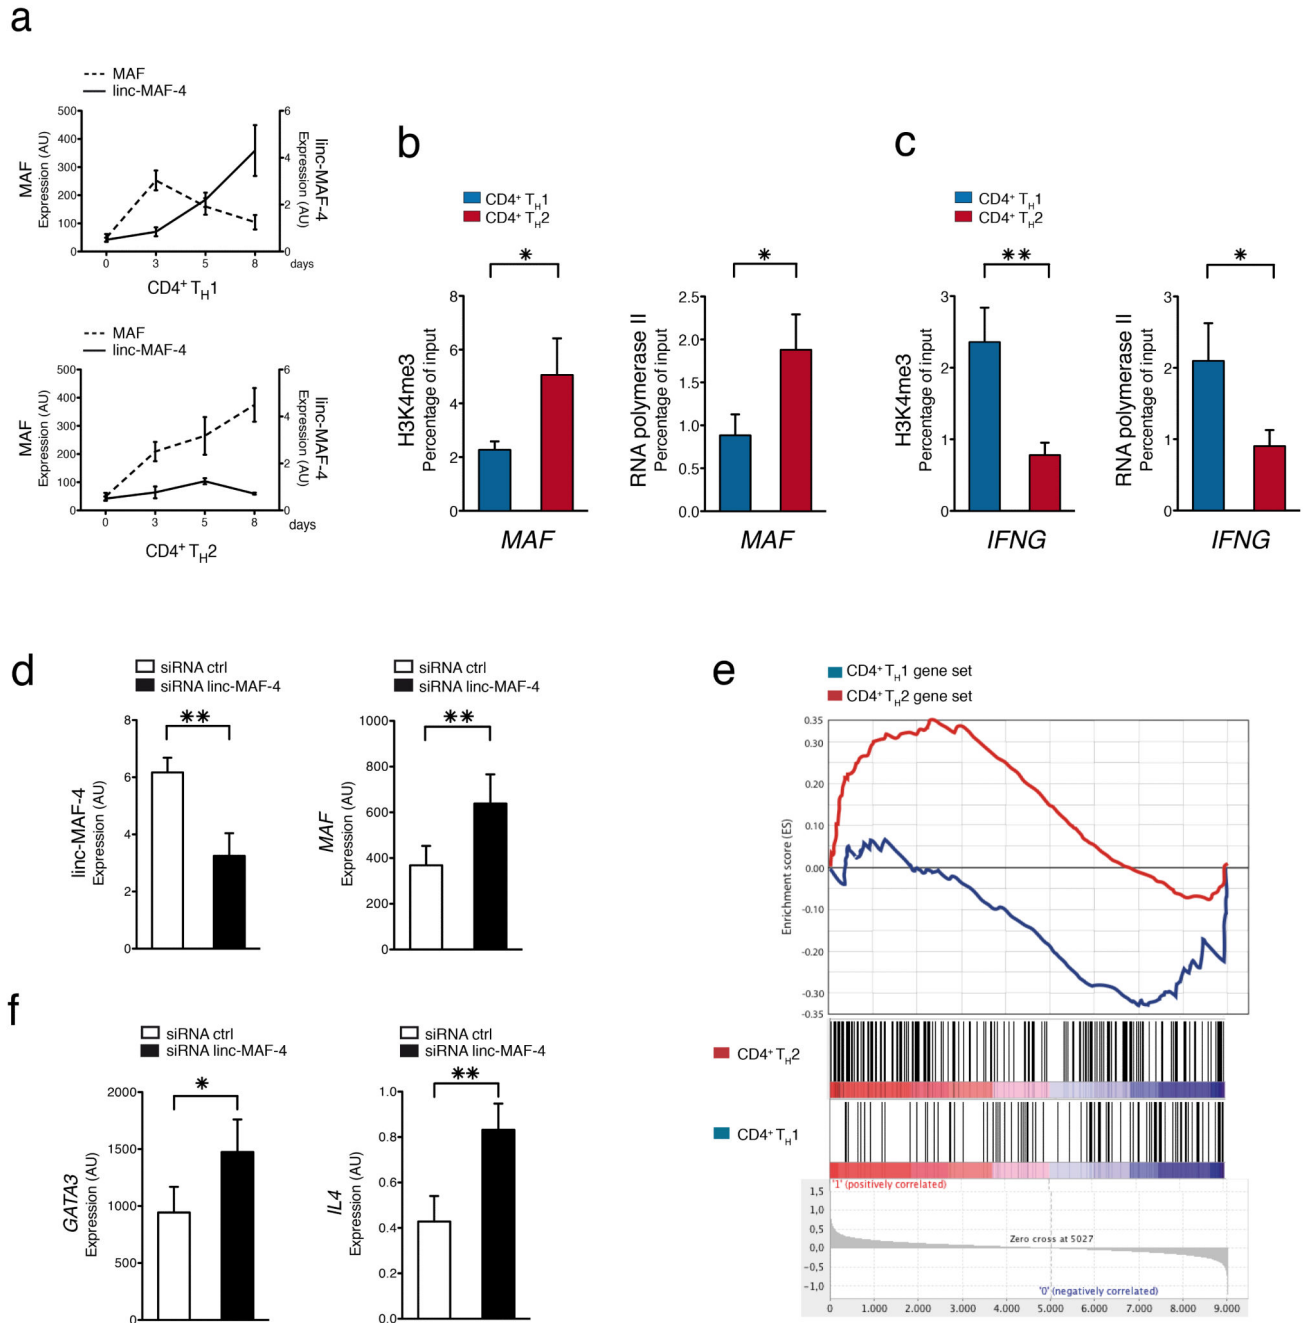 a
MAF
linc-MAF-4
500
400
300
200
100
0
MAF
Expression (AU)
6
4
2
0
linc-MAF-4
Expression (AU)
0 3 5 8 days
CD4+ TH1
MAF
linc-MAF-4
500
400
300
200
100
0
MAF
Expression (AU)
6
4
2
0
linc-MAF-4
Expression (AU)
0 3 5 8 days
CD4+ TH2
b
CD4+ TH1
CD4+ TH2
*
8
6
4
2
0
H3K4me3
Percentage of input
MAF
*
2.5
2.0
1.5
1.0
0.5
0.0
RNA polymerase II
Percentage of input
MAF
c
CD4+ TH1
CD4+ TH2
**
3
2
1
0
H3K4me3
Percentage of input
IFNG
*
3
2
1
0
RNA polymerase II
Percentage of input
IFNG
d
siRNA ctrl
siRNA linc-MAF-4
**
8
6
4
2
0
linc-MAF-4
Expression (AU)
siRNA ctrl
siRNA linc-MAF-4
**
1000
800
600
400
200
0
MAF
Expression (AU)
e
CD4+ TH1 gene set
CD4+ TH2 gene set
0.35
0.30
0.20
0.10
0.00
-0.10
-0.20
-0.30
-0.35
Enrichment score (ES)
CD4+ TH2
CD4+ TH1
'1' (positively correlated)
1,5
1,0
0,5
0,0
-0,5
-1,0
Zero cross at 5027
'0' (negatively correlated)
0 1.000 2.000 3.000 4.000 5.000 6.000 7.000 8.000 9.000
f
siRNA ctrl
siRNA linc-MAF-4
*
2000
1500
1000
500
0
GATA3
Expression (AU)
siRNA ctrl
siRNA linc-MAF-4
**
1.0
0.8
0.6
0.4
0.2
0.0
IL4
Expression (AU)